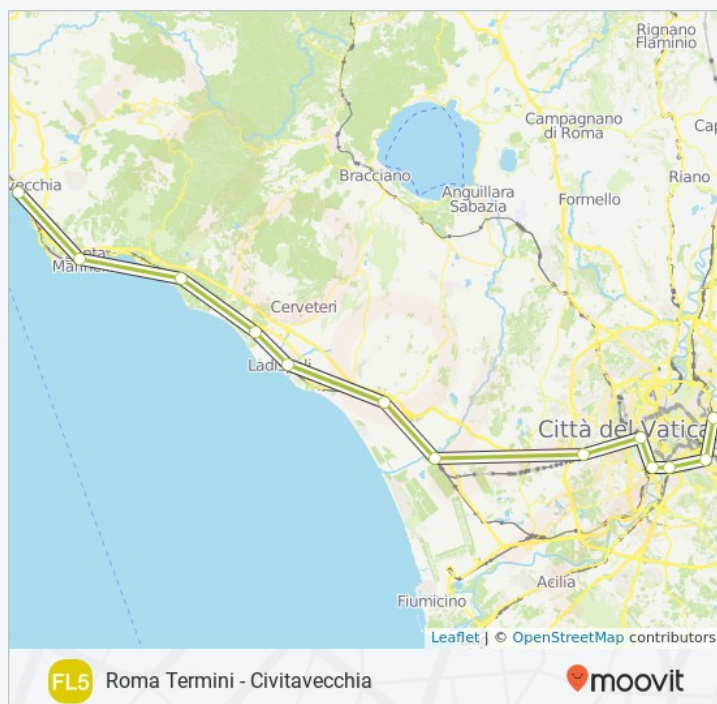 Rignano
Flaminio
Campagnano
di Roma
Cap
Bracciano
Riano
Anguillara
Sabazia
Formello
vecchia
Cerveteri
Città del Vatica
Acilia
Fiumicino
Leaflet | © OpenStreetMap contributors
FL5 Roma Termini - Civitavecchia
moovit